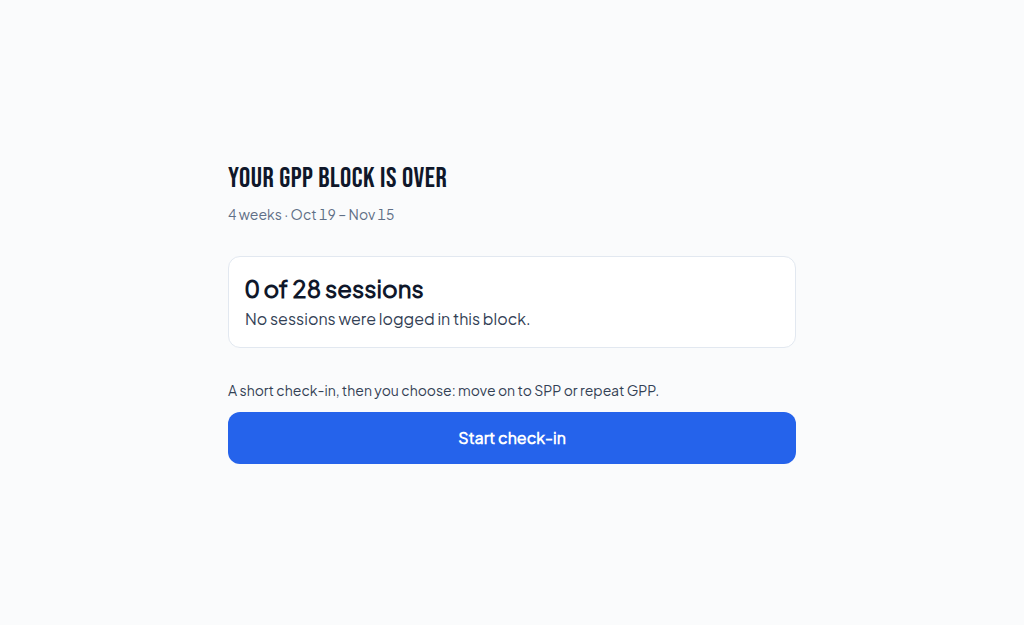 YOUR GPP BLOCK IS OVER
4 weeks · Oct 19 – Nov 15
0 of 28 sessions
No sessions were logged in this block.
A short check-in, then you choose: move on to SPP or repeat GPP.
Start check-in